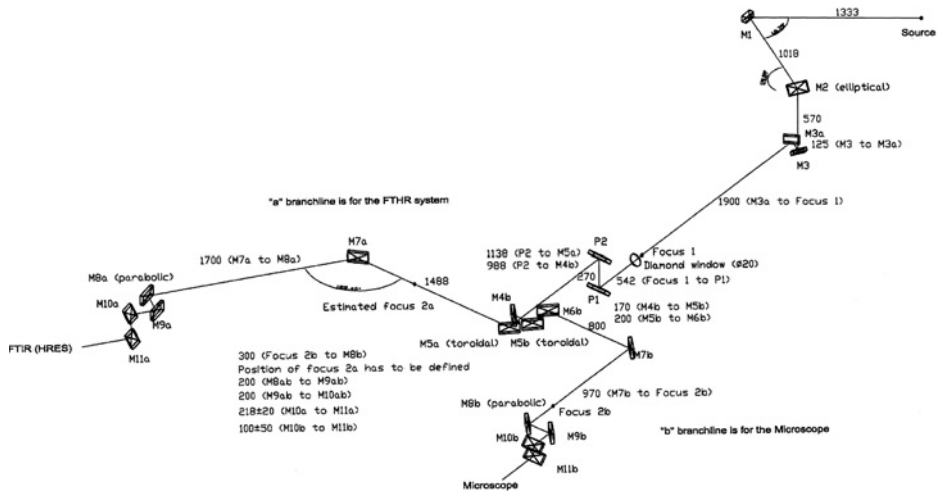 1333
Source
M1
1018
M2 (elliptical)
570
M3a
125 (M3 to M3a)
M3
1900 (M3a to Focus 1)
"a" branchline is for the FTHR system
M7a
1700 (M7a to M8a)
M8a (parabolic)
M10a
M9a
FTIR (HRES)
M11a
1488
Estinated focus 2a
1138 (P2 to M5a)
988 (P2 to M4b)
P2
270
P1
Focus 1
Diamond window (Ø20)
542 (Focus 1 to P1)
M4b
M6b
170 (M4b to M5b)
200 (M5b to M6b)
800
M5a (toroidal)
M5b (toroidal)
M7b
300 (Focus 2b to M8b)
Position of focus 2a has to be defined
200 (M8ab to M9ab)
200 (M9ab to M10ab)
218±20 (M10a to M11a)
100±50 (M10b to M11b)
970 (M7b to Focus 2b)
M8b (parabolic)
Focus 2b
M10b
M9b
"b" branchline is for the Microscope
M11b
Microscope